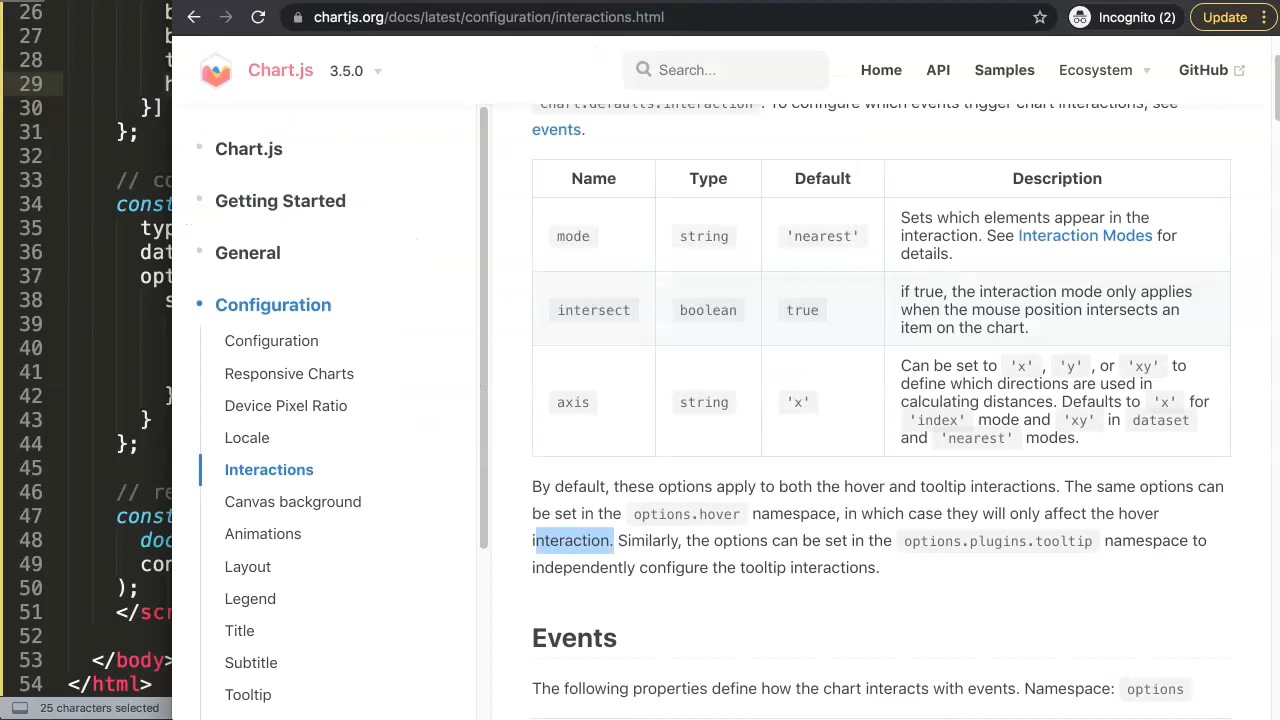 chartjs.org/docs/latest/configuration/interactions.html
Incognito (2)
Update
26 b
27 b
28 t
29 h
30 }]
31 };
32
33 // co
34 const
35 typ
36 dat
37 opt
38 s
39
40
41
42 }
43 }
44 };
45
46 // re
47 const
48 doc
49 con
50 );
51 </scr
52
53 </body>
54 </html>
25 characters selected
Chart.js 3.5.0
Search...
Home
API
Samples
Ecosystem
GitHub
Chart.js
Getting Started
General
Configuration
Configuration
Responsive Charts
Device Pixel Ratio
Locale
Interactions
Canvas background
Animations
Layout
Legend
Title
Subtitle
Tooltip
chart.defaults.interaction . To configure which events trigger chart interactions, see
events.
Name Type Default Description
mode string 'nearest' Sets which elements appear in the
interaction. See Interaction Modes for
details.
intersect boolean true if true, the interaction mode only applies
when the mouse position intersects an
item on the chart.
axis string 'x' Can be set to 'x' , 'y' , or 'xy' to
define which directions are used in
calculating distances. Defaults to 'x' for
'index' mode and 'xy' in dataset
and 'nearest' modes.
By default, these options apply to both the hover and tooltip interactions. The same options can
be set in the options.hover namespace, in which case they will only affect the hover
interaction. Similarly, the options can be set in the options.plugins.tooltip namespace to
independently configure the tooltip interactions.
Events
The following properties define how the chart interacts with events. Namespace: options